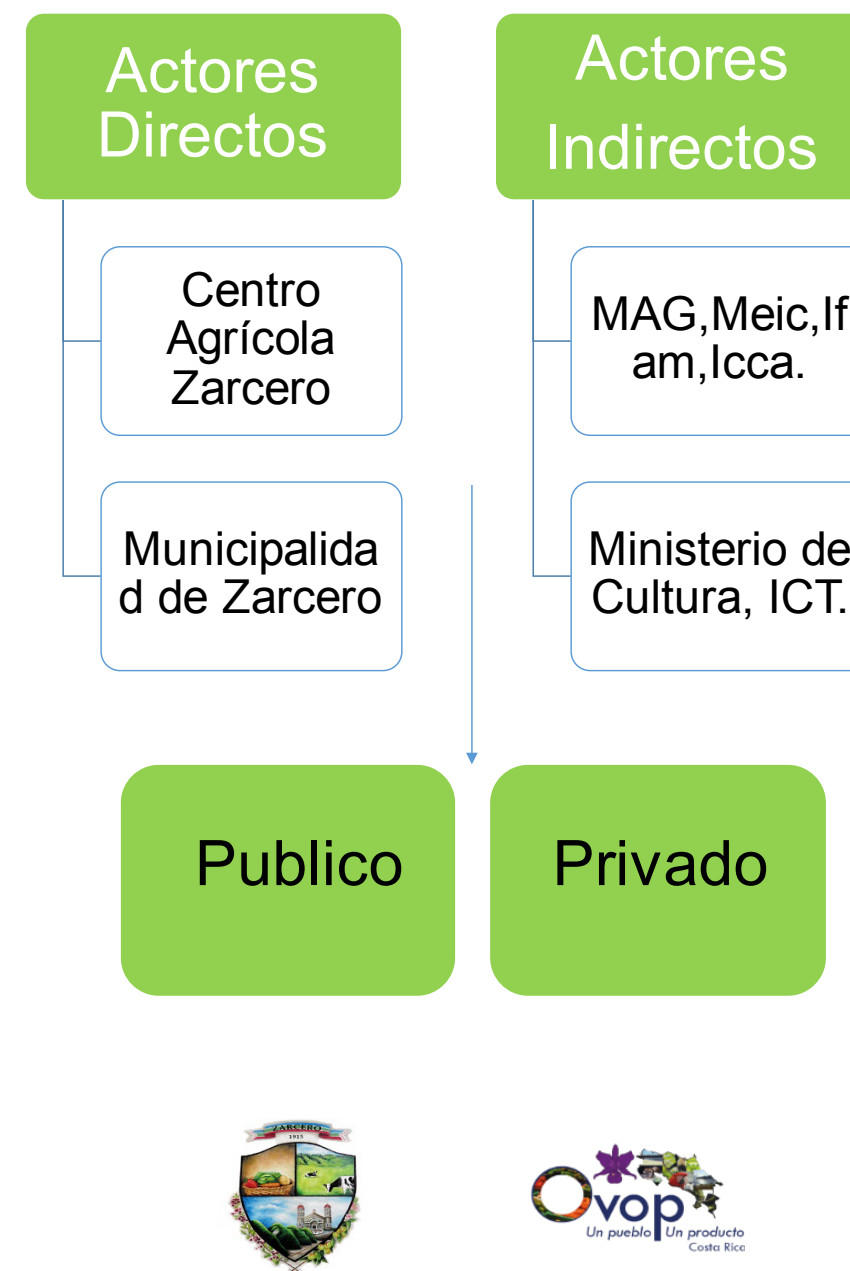 Actores
Directos
Centro
Agrícola
Zarcero
Municipalida
d de Zarcero
Actores
Indirectos
MAG,Meic,If
am,Icca.
Ministerio de
Cultura, ICT.
Publico
Privado
ZARCERO
1915
Ovop
Un pueblo Un producto
Costa Rica